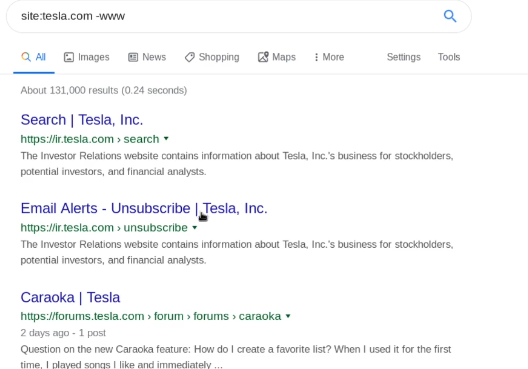 site:tesla.com -www
All Images News Shopping Maps More Settings Tools
About 131,000 results (0.24 seconds)
Search | Tesla, Inc.
https://ir.tesla.com › search
The Investor Relations website contains information about Tesla, Inc.'s business for stockholders,
potential investors, and financial analysts.
Email Alerts - Unsubscribe | Tesla, Inc.
https://ir.tesla.com › unsubscribe
The Investor Relations website contains information about Tesla, Inc.'s business for stockholders,
potential investors, and financial analysts.
Caraoka | Tesla
https://forums.tesla.com › forum › forums › caraoka
2 days ago - 1 post
Question on the new Caraoka feature: How do I create a favorite list? When I used it for the first
time, I played songs I like and immediately ...